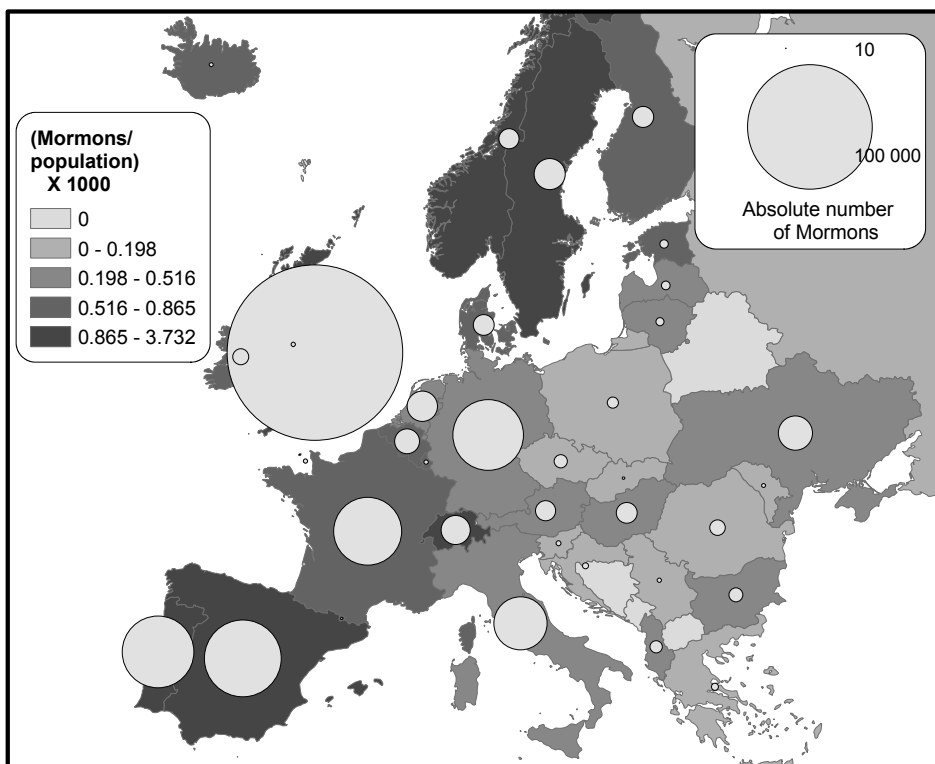 (Mormons/
population)
X 1000
0
0 - 0.198
0.198 - 0.516
0.516 - 0.865
0.865 - 3.732
10
100 000
Absolute number
of Mormons